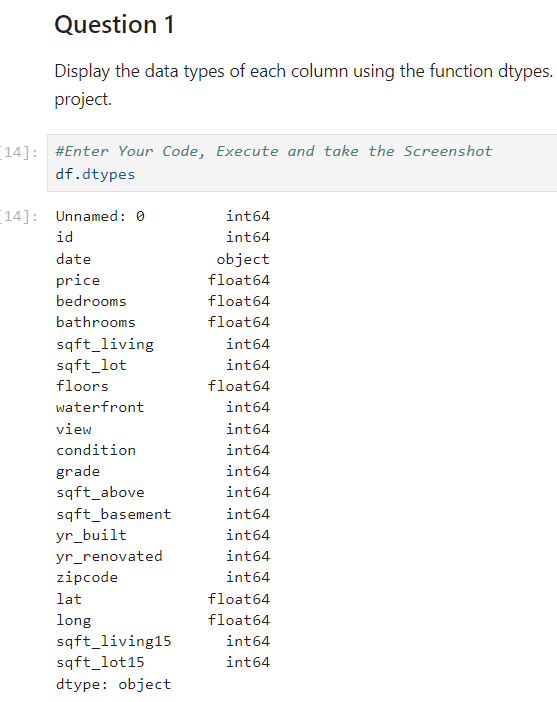 Question 1
Display the data types of each column using the function dtypes.
project.
[14]: #Enter Your Code, Execute and take the Screenshot
df.dtypes
[14]: Unnamed: 0 int64
id int64
date object
price float64
bedrooms float64
bathrooms float64
sqft_living int64
sqft_lot int64
floors float64
waterfront int64
view int64
condition int64
grade int64
sqft_above int64
sqft_basement int64
yr_built int64
yr_renovated int64
zipcode int64
lat float64
long float64
sqft_living15 int64
sqft_lot15 int64
dtype: object